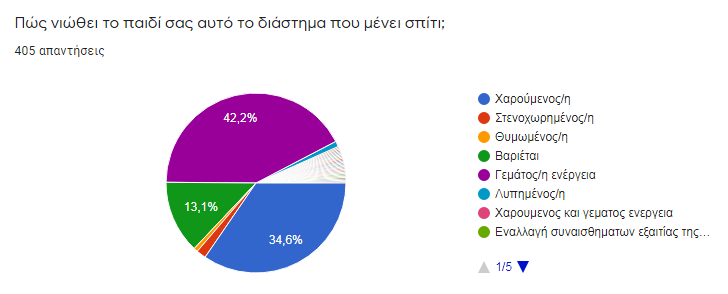 Πώς νιώθει το παιδί σας αυτό το διάστημα που μένει σπίτι;
405 απαντήσεις
42,2%
13,1%
34,6%
Χαρούμενος/η
Στενοχωρημένος/η
Θυμωμένος/η
Βαριέται
Γεμάτος/η ενέργεια
Λυπημένος/η
Χαρουμενος και γεματος ενεργεια
Εναλλαγή συναισθηματων εξαιτίας της...
1/5